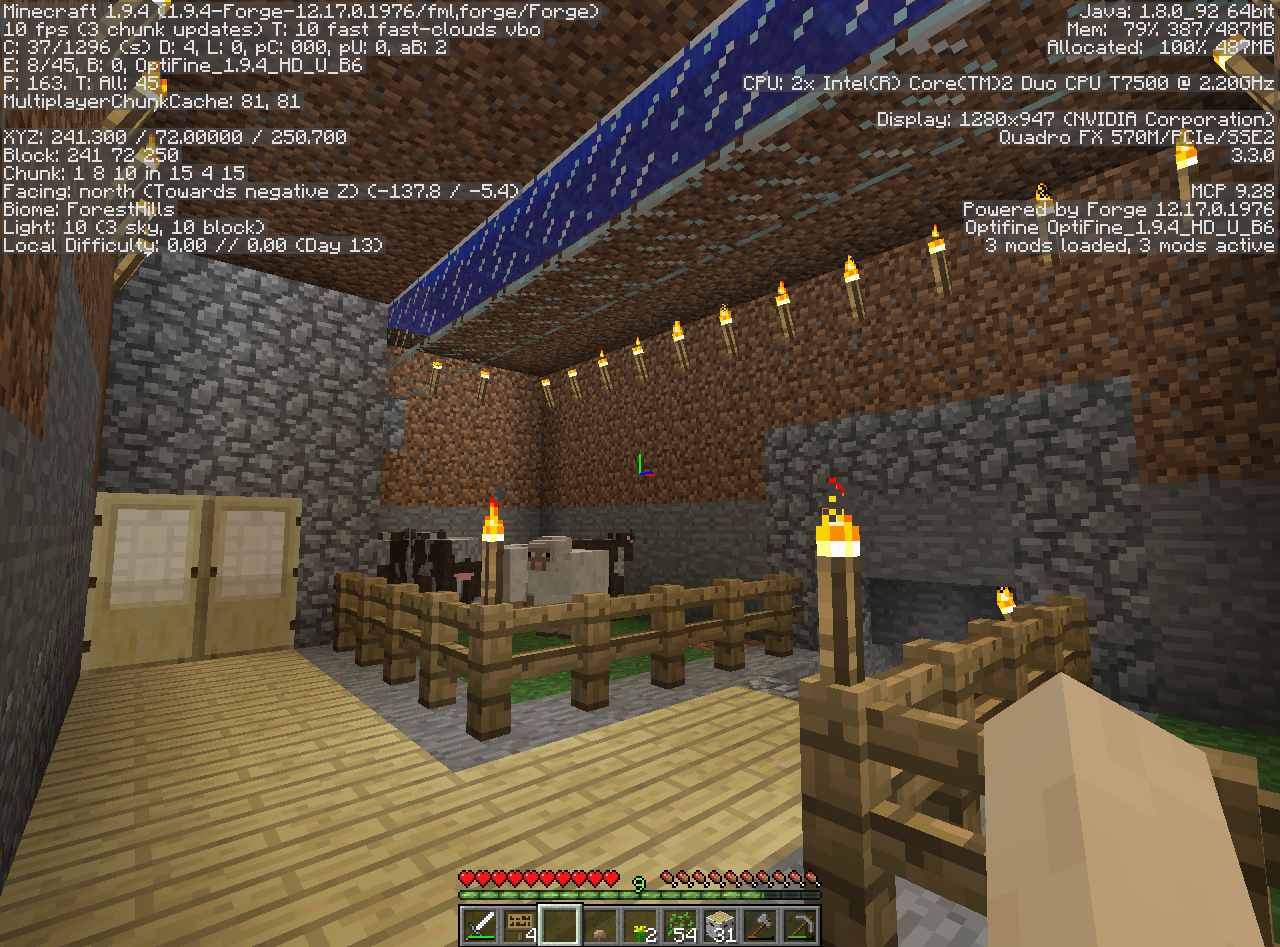 Minecraft 1.9.4 (1.9.4-Forge-12.17.0.1976/fml,forge/Forge)
10 fps (3 chunk updates) T: 10 fast fast-clouds vbo
C: 37/1296 (s) D: 4, L: 0, pC: 000, pU: 0, aB: 2
E: 8/45, B: 0, OptiFine_1.9.4_HD_U_B6
P: 163. T: All: 45
MultiplayerChunkCache: 81, 81
XYZ: 241.300 / 72.00000 / 250.700
Block: 241 72 250
Chunk: 1 8 10 in 15 4 15
Facing: north (Towards negative Z) (-137.8 / -5.4)
Biome: ForestHills
Light: 10 (3 sky, 10 block)
Local Difficulty: 0.00 // 0.00 (Day 13)
Java: 1.8.0_92 64bit
Mem: 79% 387/487MB
Allocated: 100% 487MB
CPU: 2x Intel(R) Core(TM)2 Duo CPU T7500 @ 2.20GHz
Display: 1280x947 (NVIDIA Corporation)
Quadro FX 570M/PCIe/SSE2
3.3.0
MCP 9.28
Powered by Forge 12.17.0.1976
Optifine OptiFine_1.9.4_HD_U_B6
3 mods loaded, 3 mods active
9
4 2 54 31